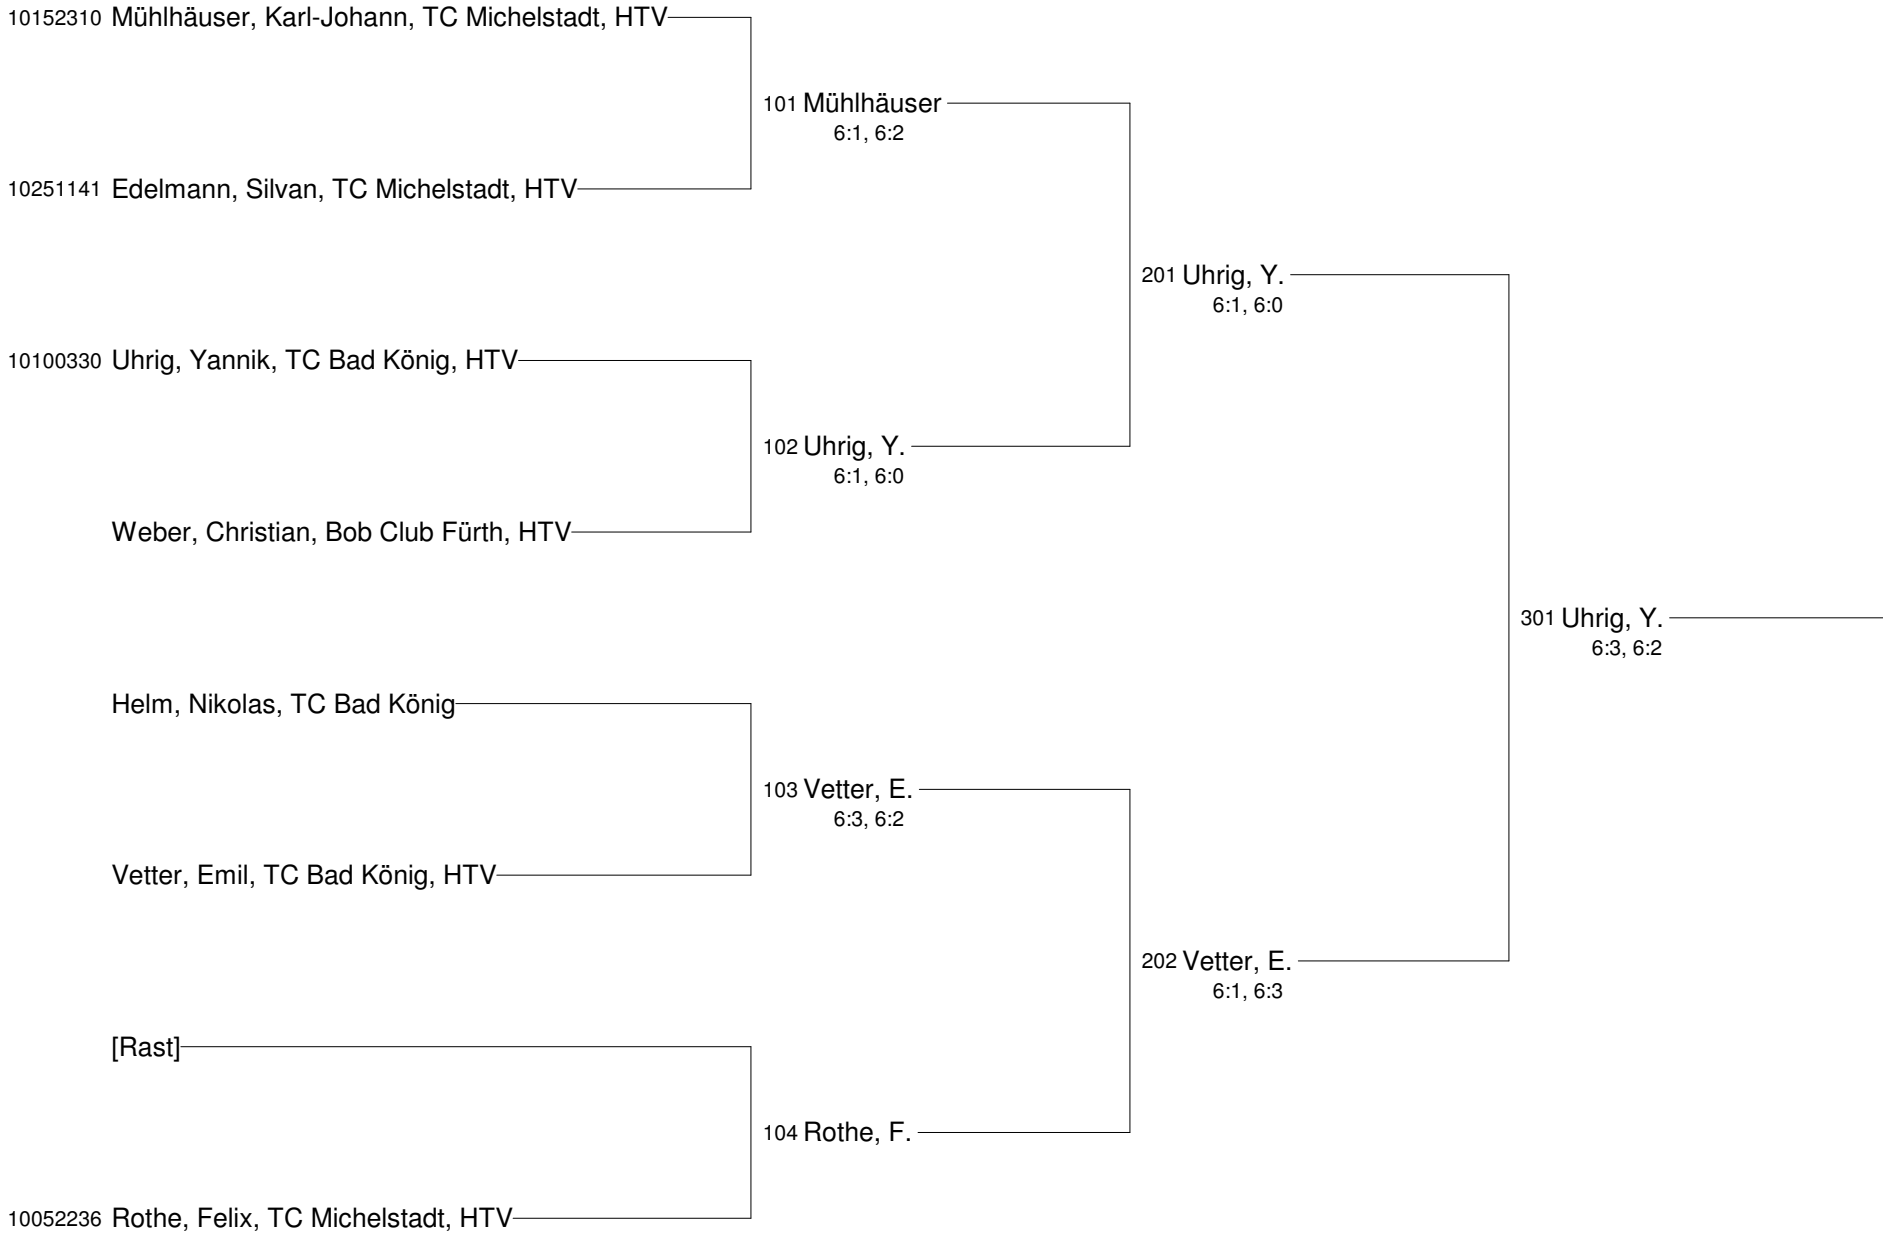 10152310 Mühlhäuser, Karl-Johann, TC Michelstadt, HTV
101 Mühlhäuser
6:1, 6:2
10251141 Edelmann, Silvan, TC Michelstadt, HTV
201 Uhrig, Y.
6:1, 6:0
10100330 Uhrig, Yannik, TC Bad König, HTV
102 Uhrig, Y.
6:1, 6:0
Weber, Christian, Bob Club Fürth, HTV
301 Uhrig, Y.
6:3, 6:2
Helm, Nikolas, TC Bad König
103 Vetter, E.
6:3, 6:2
Vetter, Emil, TC Bad König, HTV
202 Vetter, E.
6:1, 6:3
[Rast]
104 Rothe, F.
10052236 Rothe, Felix, TC Michelstadt, HTV